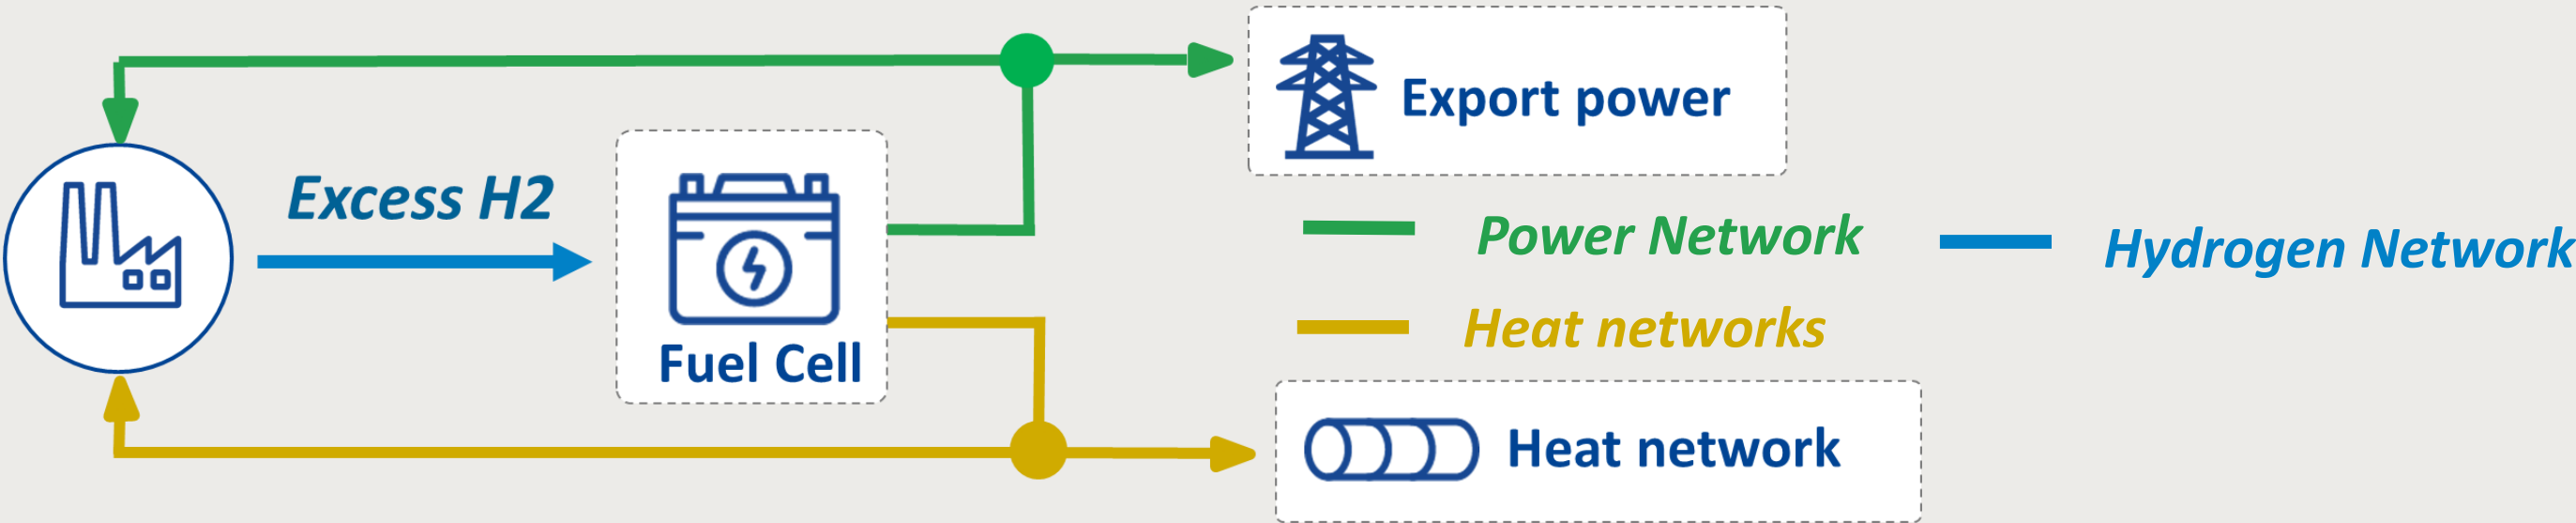 Export power
Excess H2
Power Network
Hydrogen Network
Heat networks
Fuel Cell
Heat network